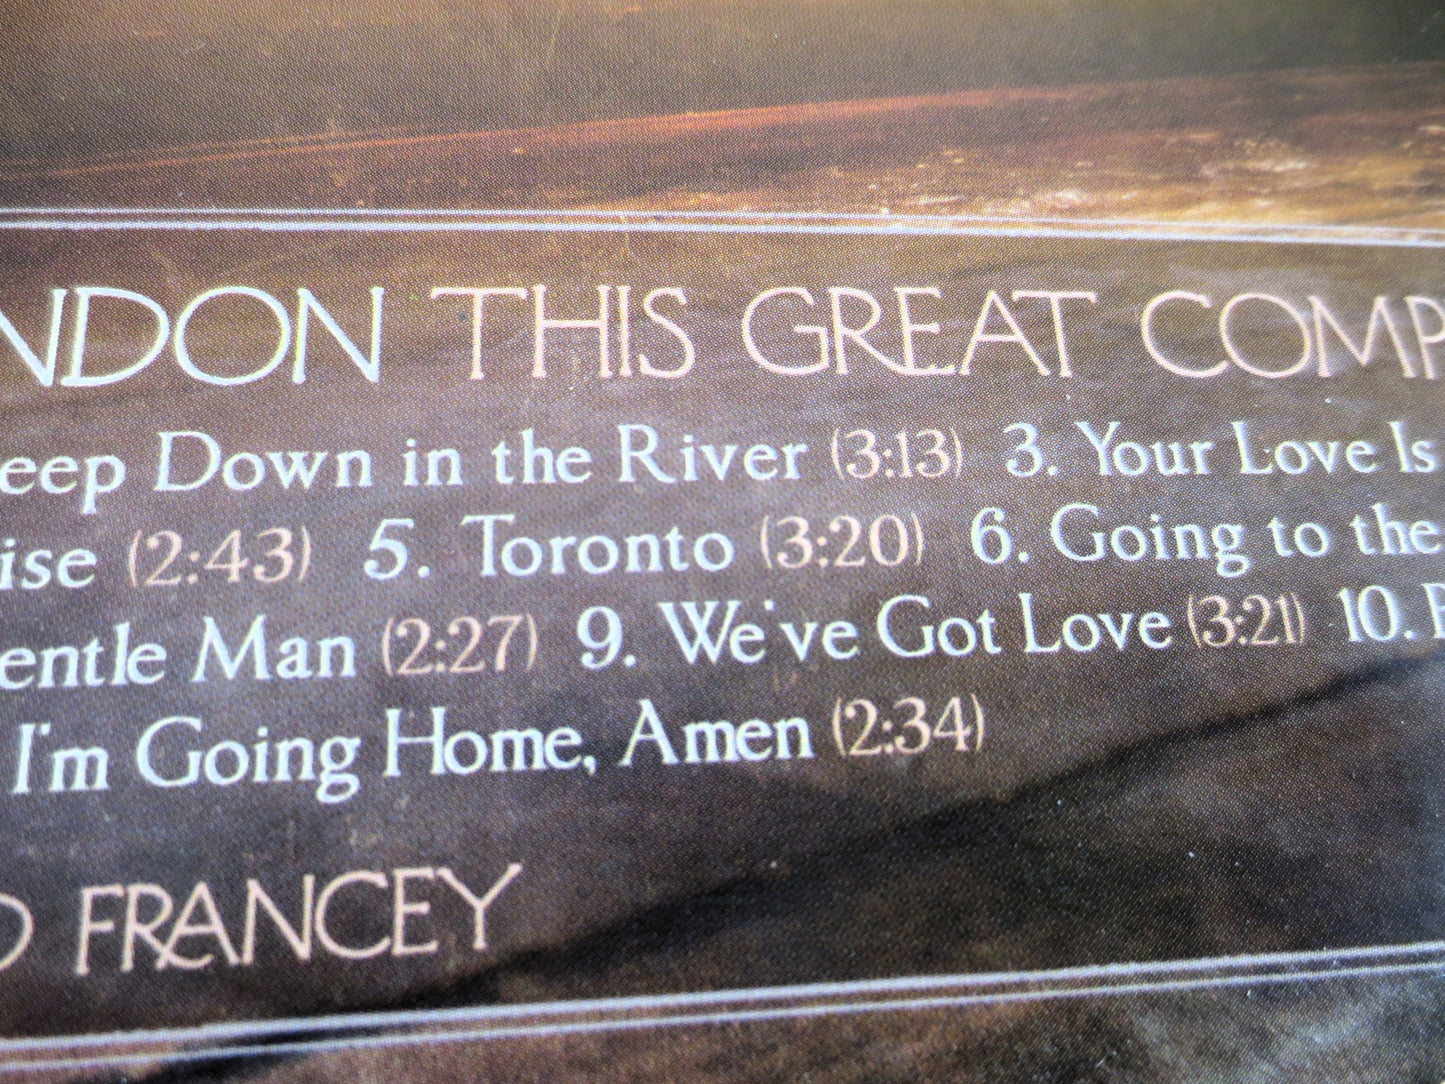 NDON THIS GREAT COMP
eep Down in the River (3:13) 3. Your Love Is
ise (2:43) 5. Toronto (3:20) 6. Going to the
entle Man (2:27) 9. We've Got Love (3:21) 10.
I'm Going Home, Amen (2:34)
D FRANCEY